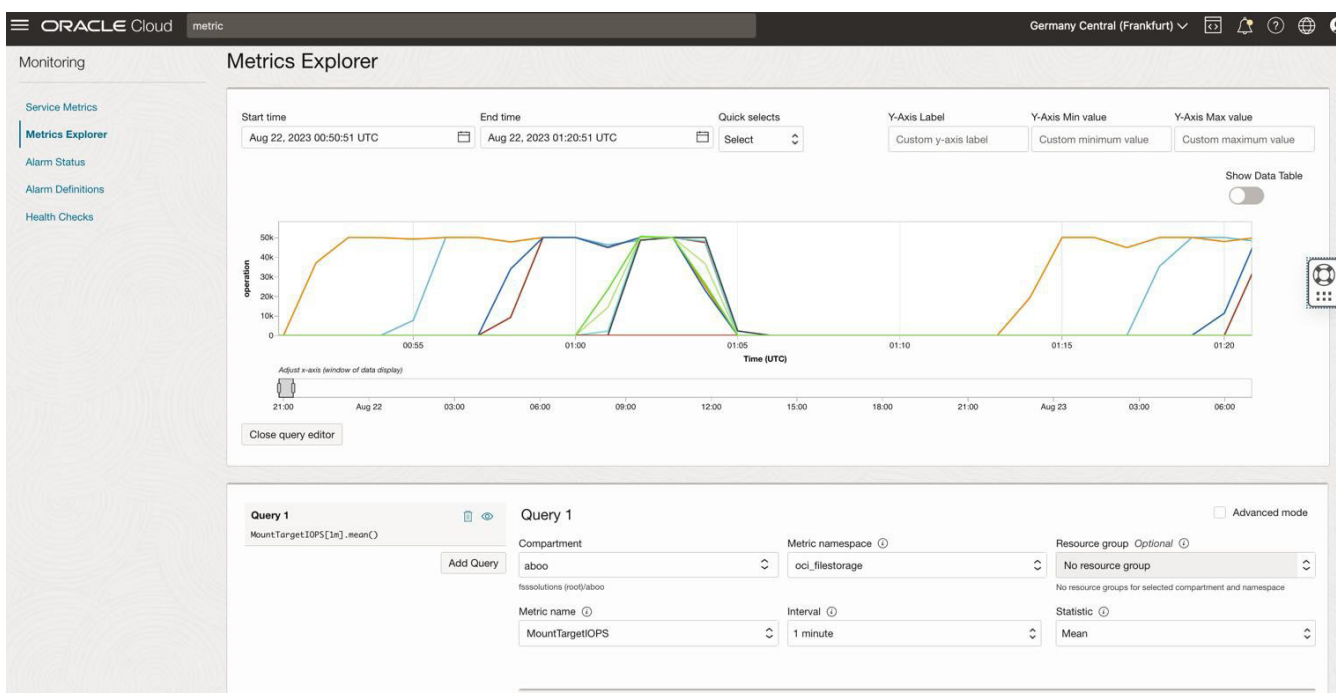 ORACLE Cloud
metric
Germany Central (Frankfurt)
Monitoring
Service Metrics
Metrics Explorer
Alarm Status
Alarm Definitions
Health Checks
Metrics Explorer
Start time
End time
Quick selects
Y-Axis Label
Y-Axis Min value
Y-Axis Max value
Aug 22, 2023 00:50:51 UTC
Aug 22, 2023 01:20:51 UTC
Select
Custom y-axis label
Custom minimum value
Custom maximum value
Show Data Table
operation
50k
40k
30k
20k
10k
0
00:55 01:00 01:05 01:10 01:15 01:20
Time (UTC)
Adjust x-axis (window of data display)
21:00 Aug 22 03:00 06:00 09:00 12:00 15:00 18:00 21:00 Aug 23 03:00 06:00
Close query editor
Query 1
MountTargetIOPS[1m].mean()
Add Query
Query 1
Advanced mode
Compartment
Metric namespace
Resource group Optional
aboo
oci_filestorage
No resource group
fsssolutions (root)/aboo
No resource groups for selected compartment and namespace
Metric name
Interval
Statistic
MountTargetIOPS
1 minute
Mean